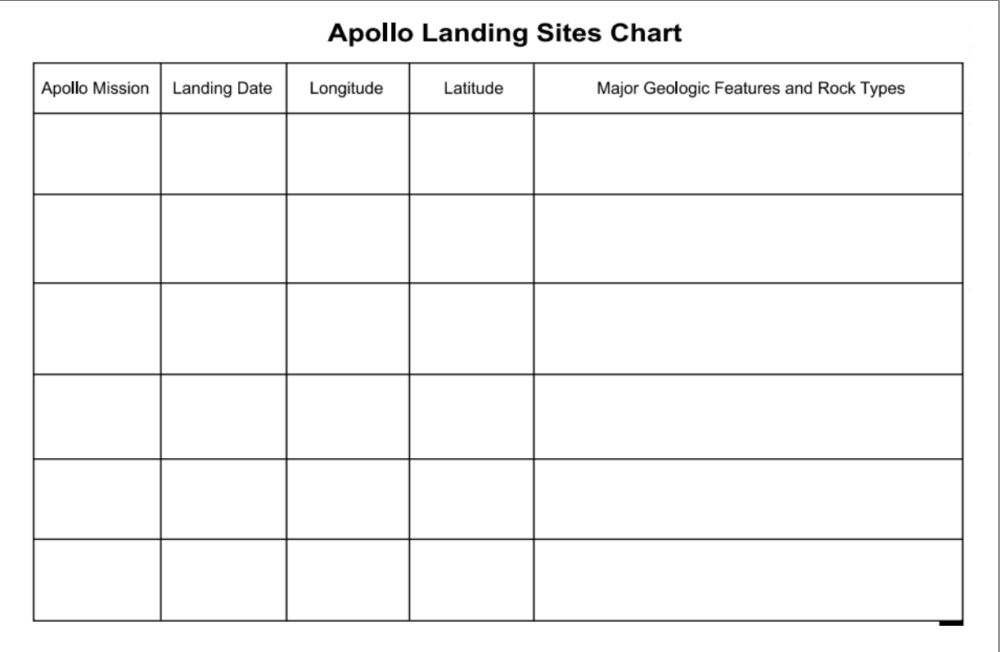 Apollo Landing Sites Chart
Apollo Mission Landing Date Longitude Latitude Major Geologic Features and Rock Types